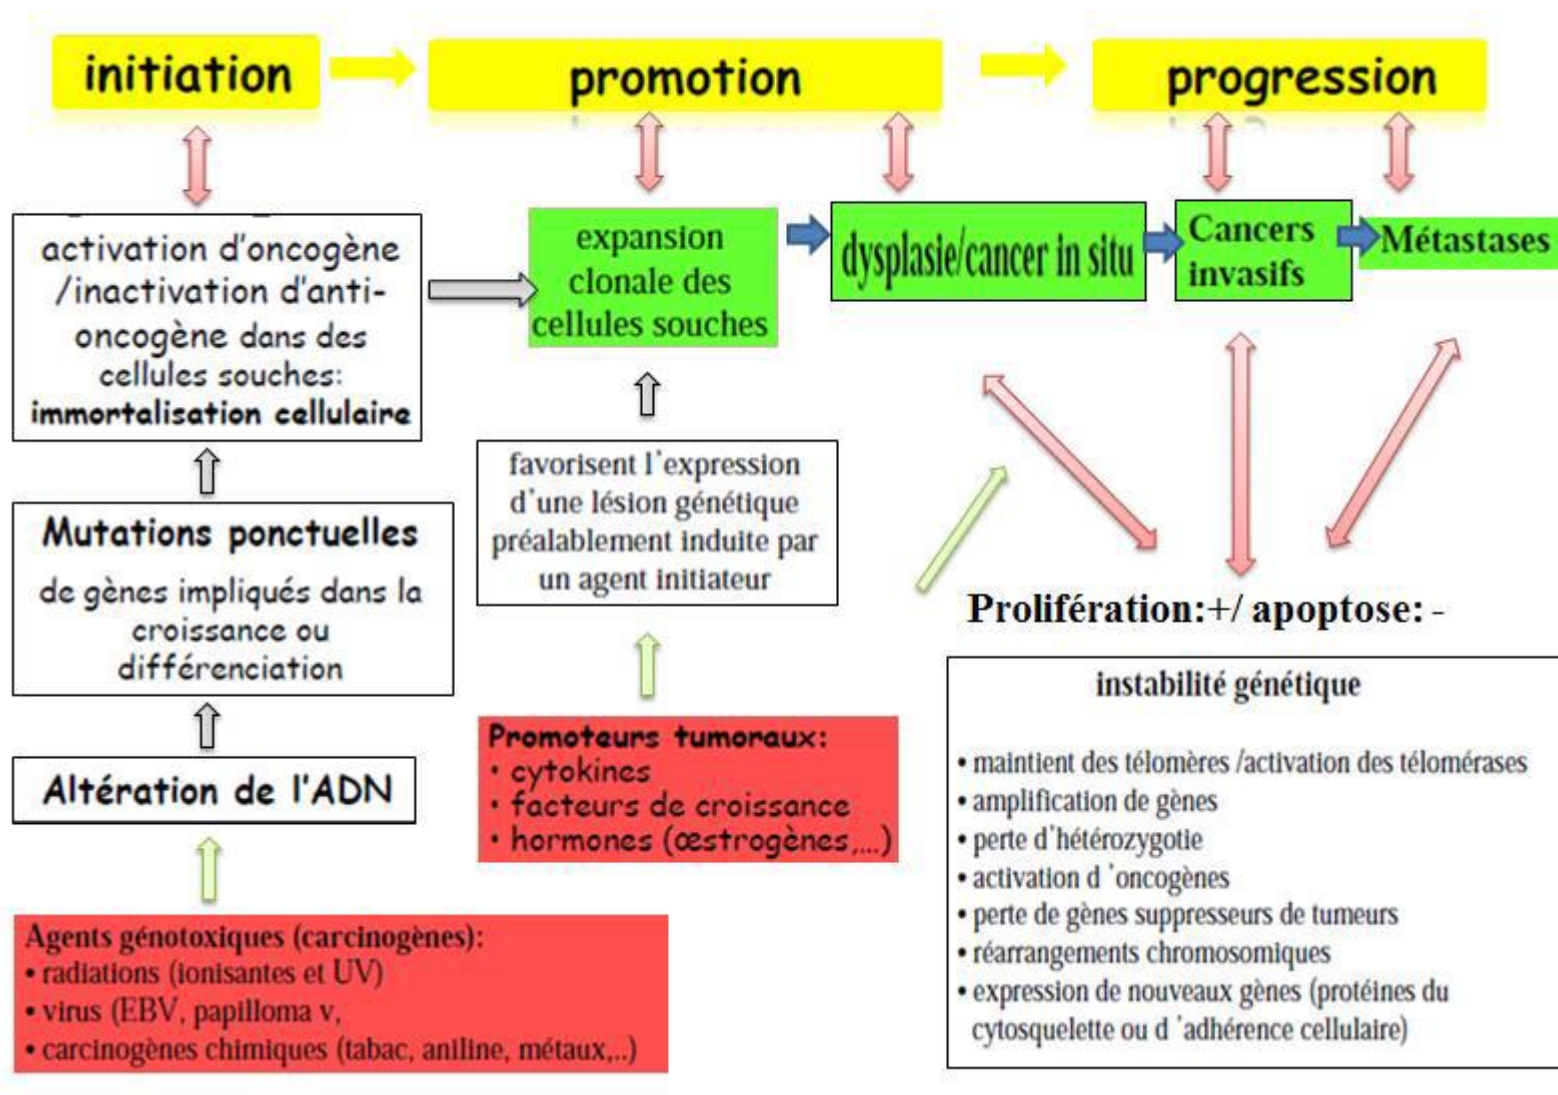 initiation
promotion
progression
activation d'oncogène
/inactivation d'anti-
oncogène dans des
cellules souches:
immortalisation cellulaire
expansion
clonale des
cellules souches
dysplasie/cancer in situ
Cancers
invasifs
Métastases
Mutations ponctuelles
de gènes impliqués dans la
croissance ou
différenciation
favorisent l'expression
d'une lésion génétique
préalablement induite par
un agent initiateur
Prolifération:+/ apoptose: -
Altération de l'ADN
Promoteurs tumoraux:
• cytokines
• facteurs de croissance
• hormones (œstrogènes,...)
instabilité génétique
• maintient des télomères /activation des télomérases
• amplification de gènes
• perte d'hétérozygotie
• activation d 'oncogènes
• perte de gènes suppresseurs de tumeurs
• réarrangements chromosomiques
• expression de nouveaux gènes (protéines du
cytosquelette ou d 'adhérence cellulaire)
Agents génotoxiques (carcinogènes):
• radiations (ionisantes et UV)
• virus (EBV, papilloma v,
• carcinogènes chimiques (tabac, aniline, métaux,..)